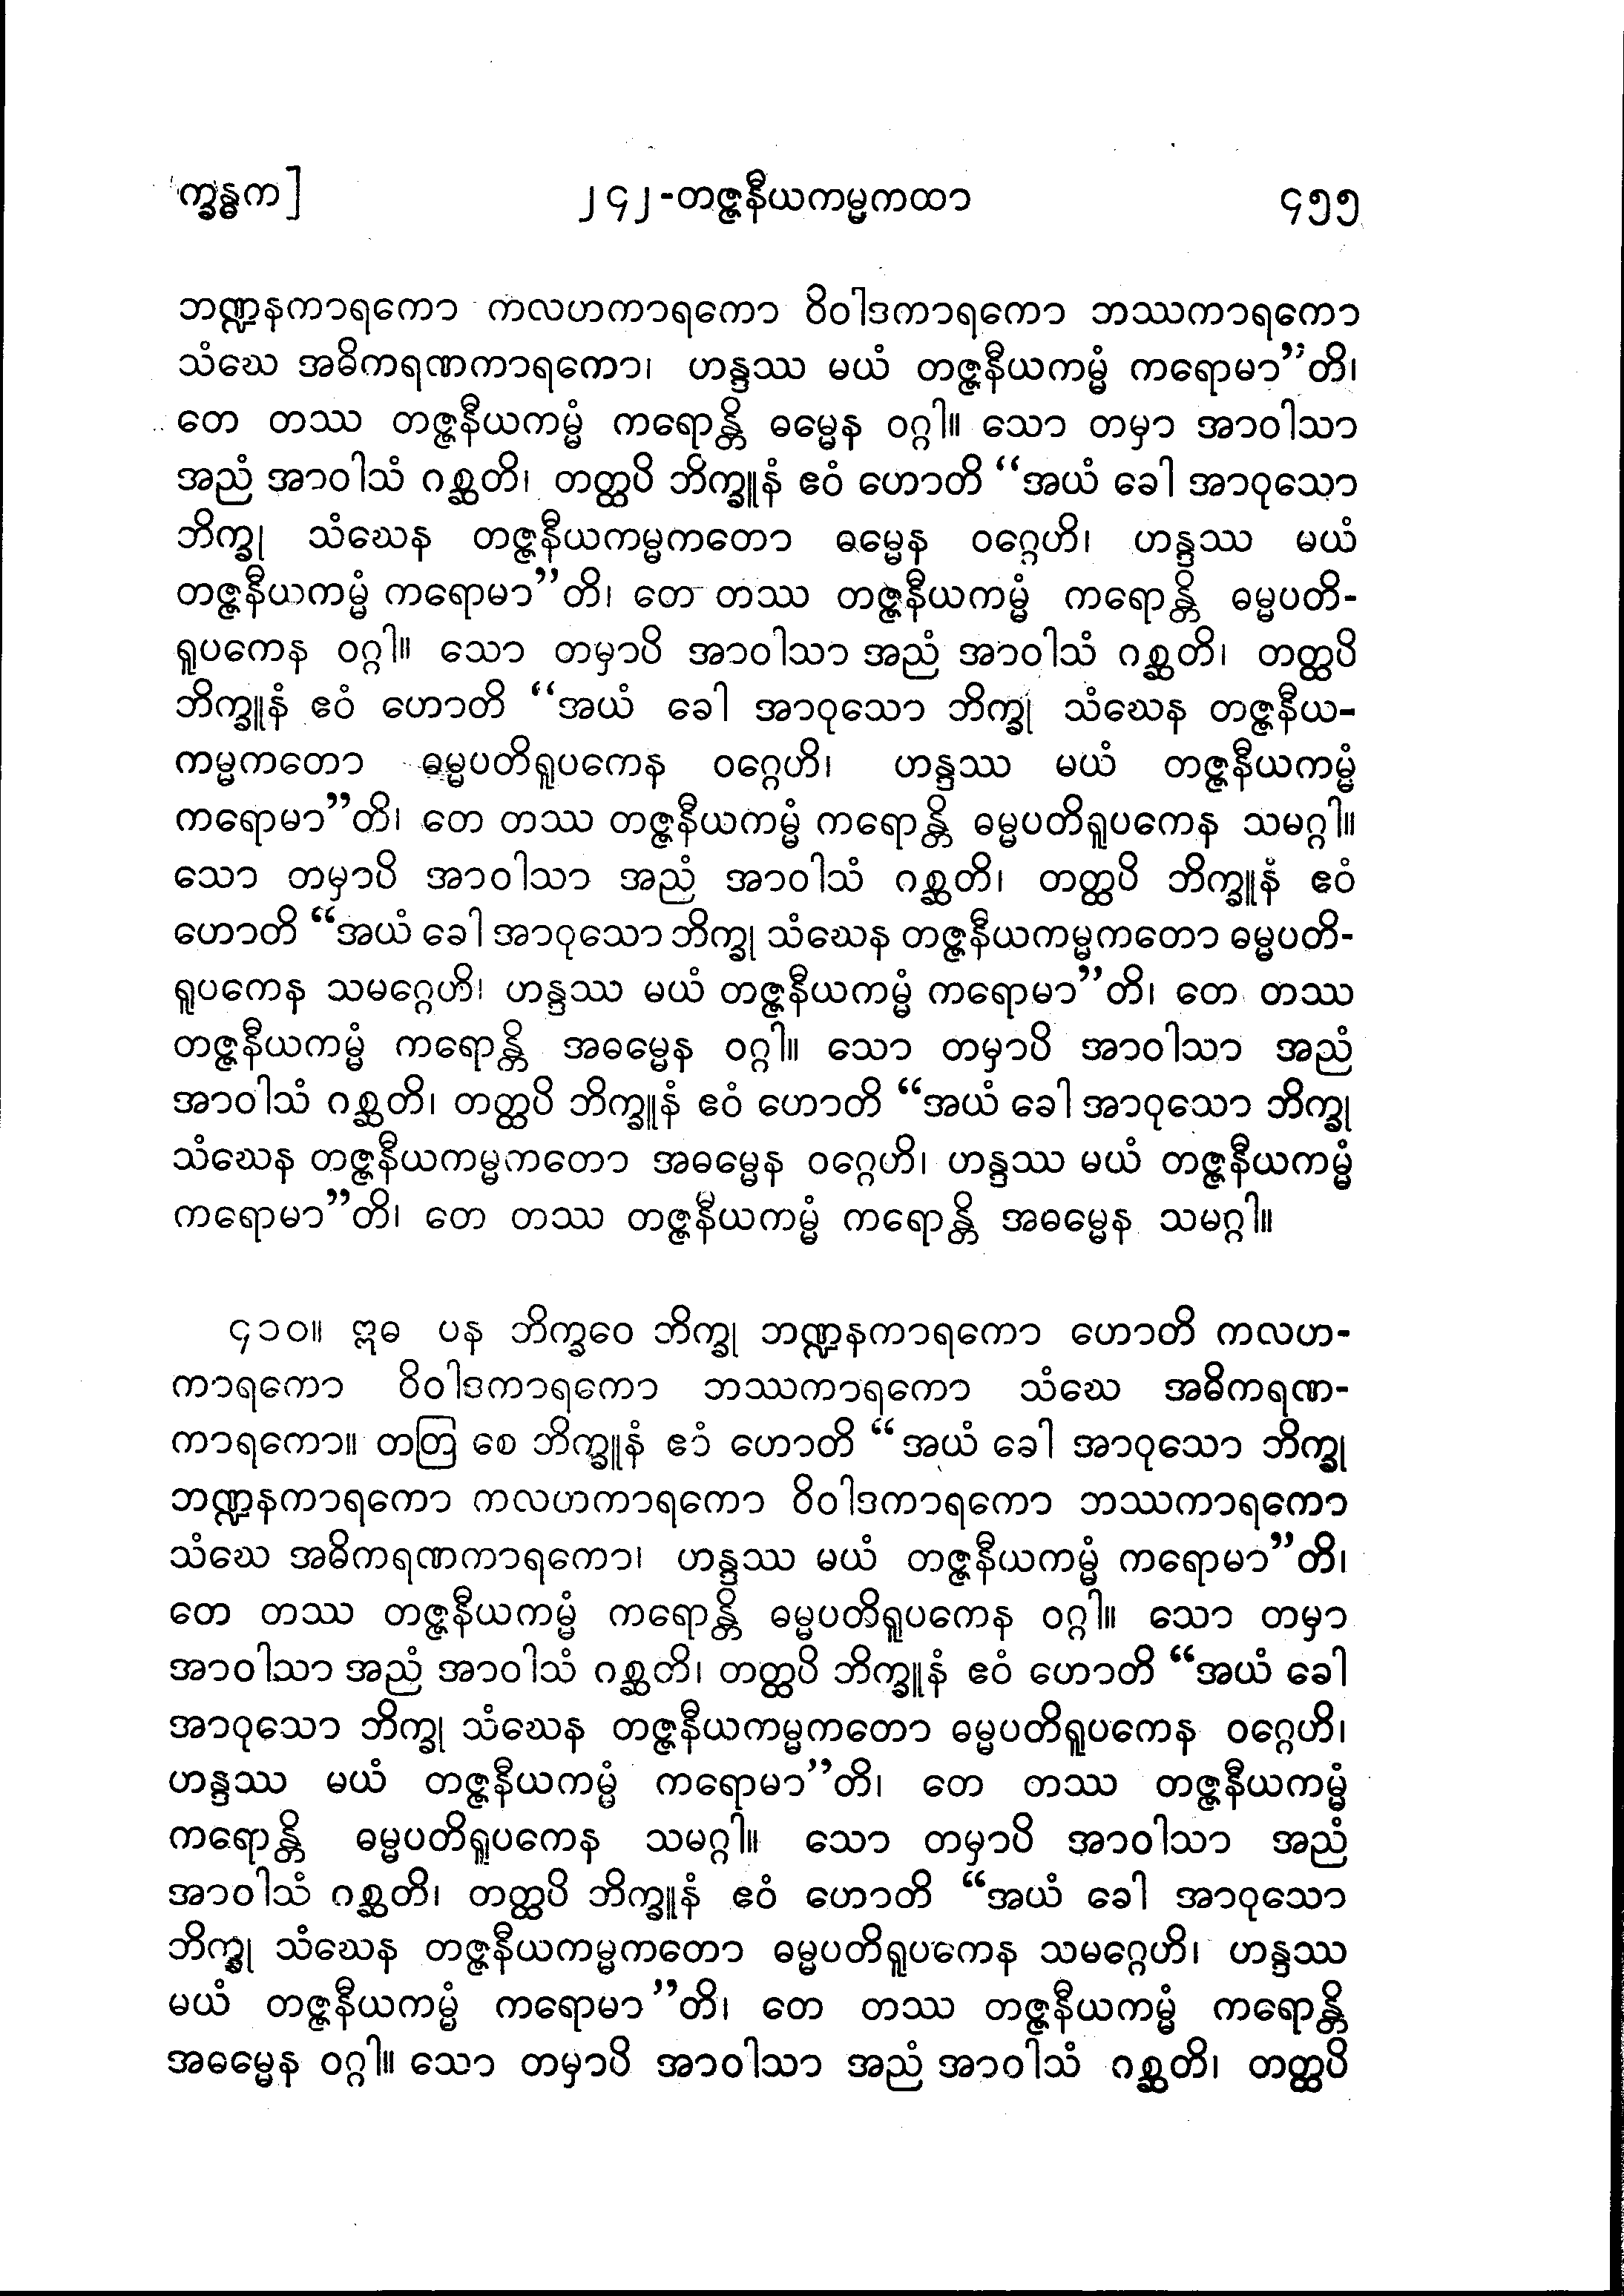 က္ခန္ဓက]
၂၄၂-တဇ္ဇနီယကမ္မကထာ
၄၅၅
ဘဏ္ဍနကာရကော ကလဟကာရကော ဝိဝါဒကာရကော ဘဿကာရကော
သံဃေ အဓိကရဏကာရကော၊ ဟန္ဒဿ မယံ တဇ္ဇနီယကမ္မံ ကရောမာ”တိ၊
တေ တဿ တဇ္ဇနီယကမ္မံ ကရောန္တိ ဓမ္မေန ဝဂ္ဂါ။ သော တမှာ အာဝါသာ
အညံ အာဝါသံ ဂစ္ဆတိ၊ တတ္ထပိ ဘိက္ခူနံ ဧဝံ ဟောတိ “အယံ ခေါ အာဝုသော
ဘိက္ခု သံဃေန တဇ္ဇနီယကမ္မကတော ဓမ္မေန ဝဂ္ဂေဟိ၊ ဟန္ဒဿ မယံ
တဇ္ဇနီယကမ္မံ ကရောမာ”တိ၊ တေ တဿ တဇ္ဇနီယကမ္မံ ကရောန္တိ ဓမ္မပတိ-
ရူပကေန ဝဂ္ဂါ။ သော တမှာပိ အာဝါသာ အညံ အာဝါသံ ဂစ္ဆတိ၊ တတ္ထပိ
ဘိက္ခူနံ ဧဝံ ဟောတိ “အယံ ခေါ အာဝုသော ဘိက္ခု သံဃေန တဇ္ဇနီယ-
ကမ္မကတော ဓမ္မပတိရူပကေန ဝဂ္ဂေဟိ၊ ဟန္ဒဿ မယံ တဇ္ဇနီယကမ္မံ
ကရောမာ”တိ၊ တေ တဿ တဇ္ဇနီယကမ္မံ ကရောန္တိ ဓမ္မပတိရူပကေန သမဂ္ဂါ။
သော တမှာပိ အာဝါသာ အညံ အာဝါသံ ဂစ္ဆတိ၊ တတ္ထပိ ဘိက္ခူနံ ဧဝံ
ဟောတိ “အယံ ခေါ အာဝုသော ဘိက္ခု သံဃေန တဇ္ဇနီယကမ္မကတော ဓမ္မပတိ-
ရူပကေန သမဂ္ဂေဟိ၊ ဟန္ဒဿ မယံ တဇ္ဇနီယကမ္မံ ကရောမာ”တိ၊ တေ တဿ
တဇ္ဇနီယကမ္မံ ကရောန္တိ အဓမ္မေန ဝဂ္ဂါ။ သော တမှာပိ အာဝါသာ အညံ
အာဝါသံ ဂစ္ဆတိ၊ တတ္ထပိ ဘိက္ခူနံ ဧဝံ ဟောတိ “အယံ ခေါ အာဝုသော ဘိက္ခု
သံဃေန တဇ္ဇနီယကမ္မကတော အဓမ္မေန ဝဂ္ဂေဟိ၊ ဟန္ဒဿ မယံ တဇ္ဇနီယကမ္မံ
ကရောမာ”တိ၊ တေ တဿ တဇ္ဇနီယကမ္မံ ကရောန္တိ အဓမ္မေန သမဂ္ဂါ။
၄၁၀။ ဣဓ ပန ဘိက္ခဝေ ဘိက္ခု ဘဏ္ဍနကာရကော ဟောတိ ကလဟ-
ကာရကော ဝိဝါဒကာရကော ဘဿကာရကော သံဃေ အဓိကရဏ-
ကာရကော။ တတြ စေ ဘိက္ခူနံ ဧဝံ ဟောတိ “အယံ ခေါ အာဝုသော ဘိက္ခု
ဘဏ္ဍနကာရကော ကလဟကာရကော ဝိဝါဒကာရကော ဘဿကာရကော
သံဃေ အဓိကရဏကာရကော၊ ဟန္ဒဿ မယံ တဇ္ဇနီယကမ္မံ ကရောမာ”တိ၊
တေ တဿ တဇ္ဇနီယကမ္မံ ကရောန္တိ ဓမ္မပတိရူပကေန ဝဂ္ဂါ။ သော တမှာ
အာဝါသာ အညံ အာဝါသံ ဂစ္ဆတိ၊ တတ္ထပိ ဘိက္ခူနံ ဧဝံ ဟောတိ “အယံ ခေါ
အာဝုသော ဘိက္ခု သံဃေန တဇ္ဇနီယကမ္မကတော ဓမ္မပတိရူပကေန ဝဂ္ဂေဟိ၊
ဟန္ဒဿ မယံ တဇ္ဇနီယကမ္မံ ကရောမာ”တိ၊ တေ တဿ တဇ္ဇနီယကမ္မံ
ကရောန္တိ ဓမ္မပတိရူပကေန သမဂ္ဂါ။ သော တမှာပိ အာဝါသာ အညံ
အာဝါသံ ဂစ္ဆတိ၊ တတ္ထပိ ဘိက္ခူနံ ဧဝံ ဟောတိ “အယံ ခေါ အာဝုသော
ဘိက္ခု သံဃေန တဇ္ဇနီယကမ္မကတော ဓမ္မပတိရူပကေန သမဂ္ဂေဟိ၊ ဟန္ဒဿ
မယံ တဇ္ဇနီယကမ္မံ ကရောမာ”တိ၊ တေ တဿ တဇ္ဇနီယကမ္မံ ကရောန္တိ
အဓမ္မေန ဝဂ္ဂါ။ သော တမှာပိ အာဝါသာ အညံ အာဝါသံ ဂစ္ဆတိ၊ တတ္ထပိ